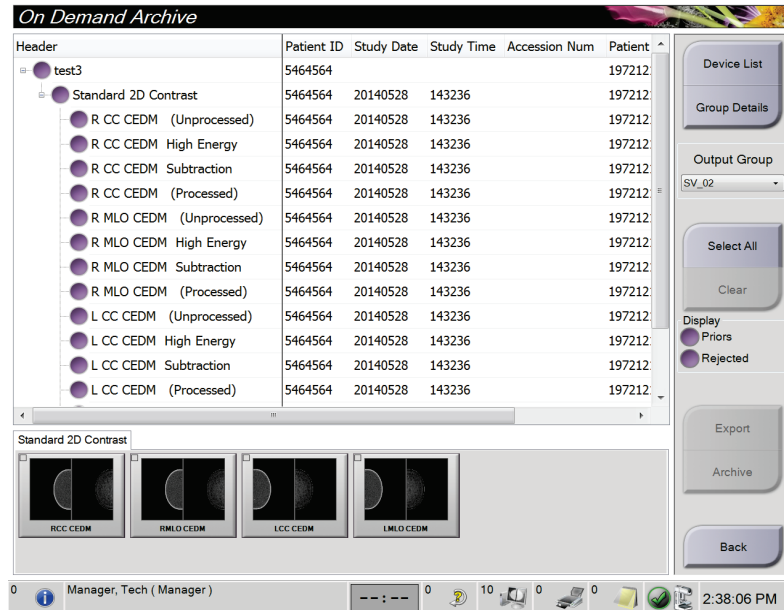 On Demand Archive
Header Patient ID Study Date Study Time Accession Num Patient
test3 5464564 197212
Standard 2D Contrast 5464564 20140528 143236 197212
R CC CEDM (Unprocessed) 5464564 20140528 143236 197212
R CC CEDM High Energy 5464564 20140528 143236 197212
R CC CEDM Subtraction 5464564 20140528 143236 197212
R CC CEDM (Processed) 5464564 20140528 143236 197212
R MLO CEDM (Unprocessed) 5464564 20140528 143236 197212
R MLO CEDM High Energy 5464564 20140528 143236 197212
R MLO CEDM Subtraction 5464564 20140528 143236 197212
R MLO CEDM (Processed) 5464564 20140528 143236 197212
L CC CEDM (Unprocessed) 5464564 20140528 143236 197212
L CC CEDM High Energy 5464564 20140528 143236 197212
L CC CEDM Subtraction 5464564 20140528 143236 197212
L CC CEDM (Processed) 5464564 20140528 143236 197212
Standard 2D Contrast
RCC CEDM RMLO CEDM LCC CEDM LMLO CEDM
Device List
Group Details
Output Group
SV_02
Select All
Clear
Display
Priors
Rejected
Export
Archive
Back
0 Manager, Tech ( Manager ) --:-- 0 10 0 0 2:38:06 PM